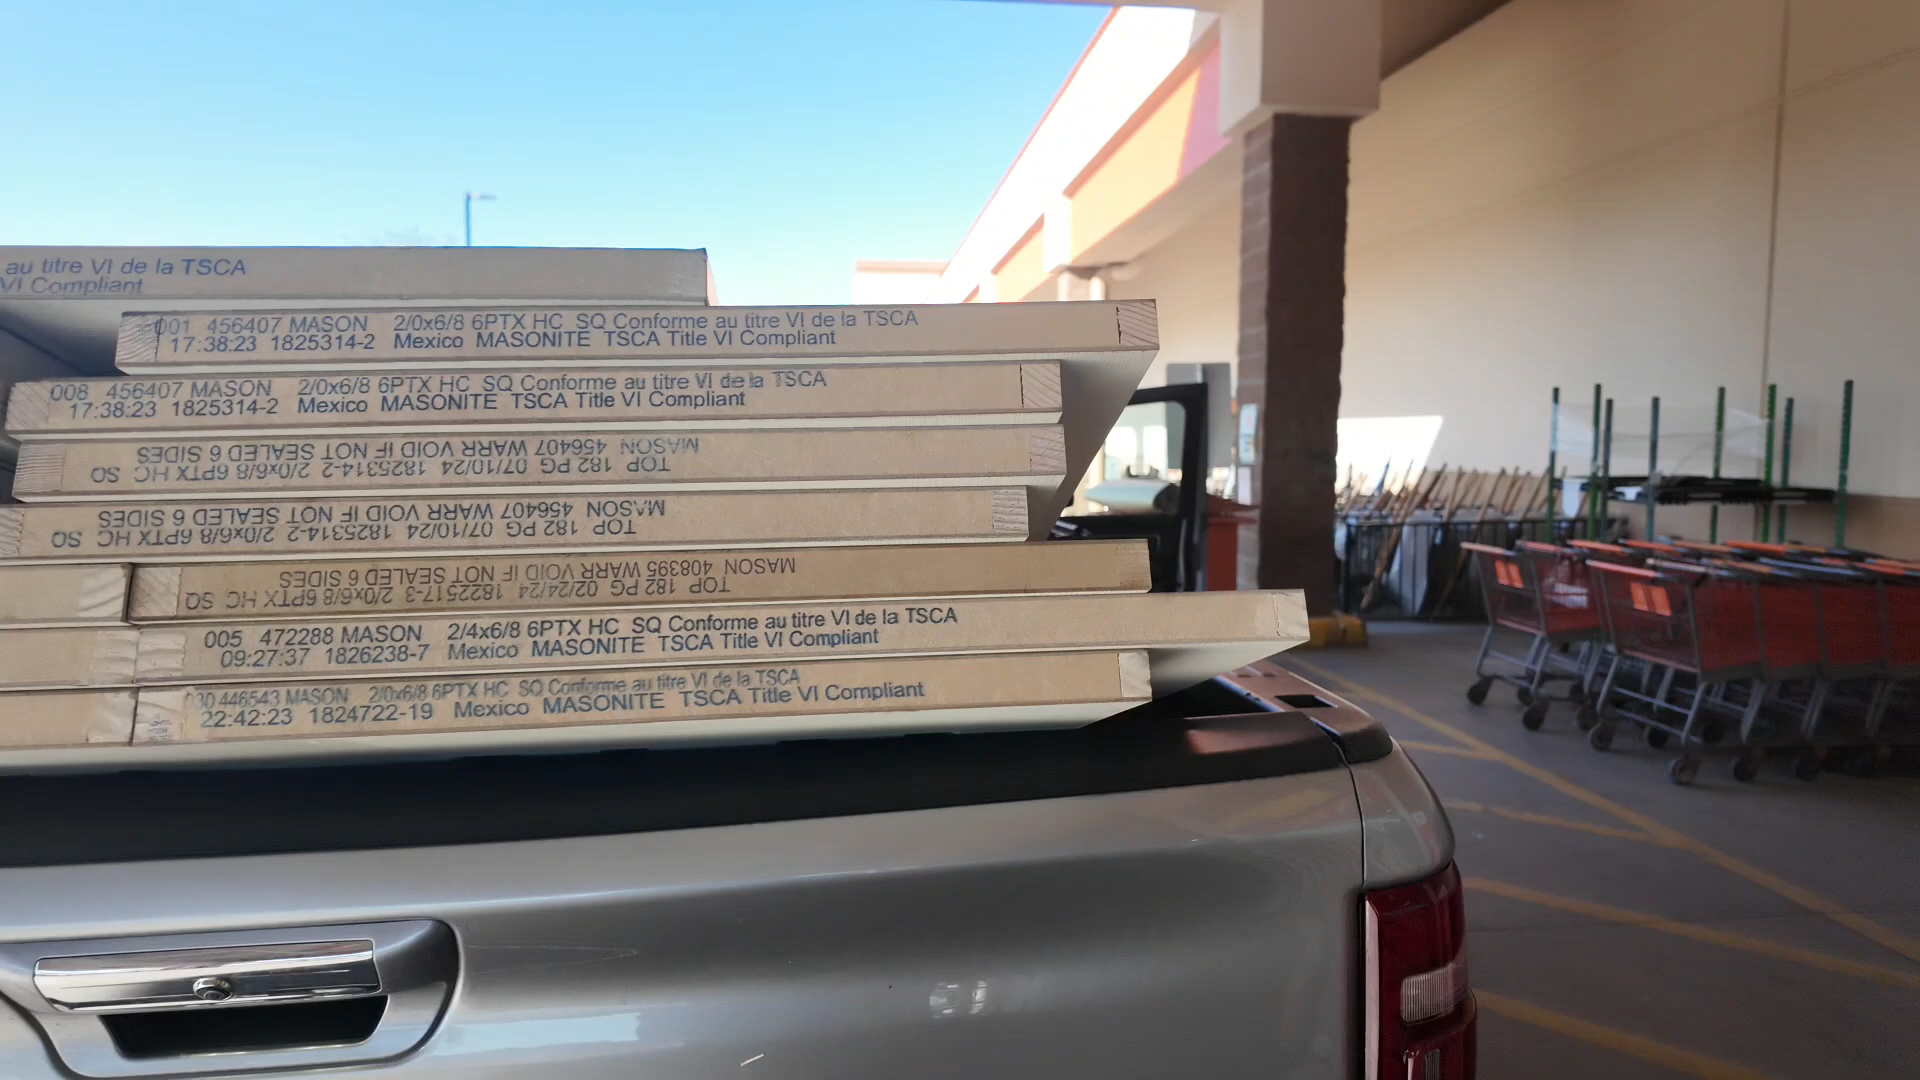 au titre VI de la TSCA
VI Compliant
001 456407 MASON 2/0x6/8 6PTX HC SQ Conforme au titre VI de la TSCA
17:38:23 1825314-2 Mexico MASONITE TSCA Title VI Compliant
008 456407 MASON 2/0x6/8 6PTX HC SQ Conforme au titre VI de la TSCA
17:38:23 1825314-2 Mexico MASONITE TSCA Title VI Compliant
TOP 182 PG 07/10/24 1825314-2 2/0x6/8 6PTX HC SQ
MASON 456407 WARR VOID IF NOT SEALED 6 SIDES
TOP 182 PG 07/10/24 1825314-2 2/0x6/8 6PTX HC SQ
MASON 456407 WARR VOID IF NOT SEALED 6 SIDES
TOP 182 PG 02/24/24 1822517-3 2/0x6/8 6PTX HC SQ
MASON 408395 WARR VOID IF NOT SEALED 6 SIDES
005 472288 MASON 2/4x6/8 6PTX HC SQ Conforme au titre VI de la TSCA
09:27:37 1826238-7 Mexico MASONITE TSCA Title VI Compliant
030 446543 MASON 2/0x6/8 6PTX HC SQ Conforme au titre VI de la TSCA
22:42:23 1824722-19 Mexico MASONITE TSCA Title VI Compliant